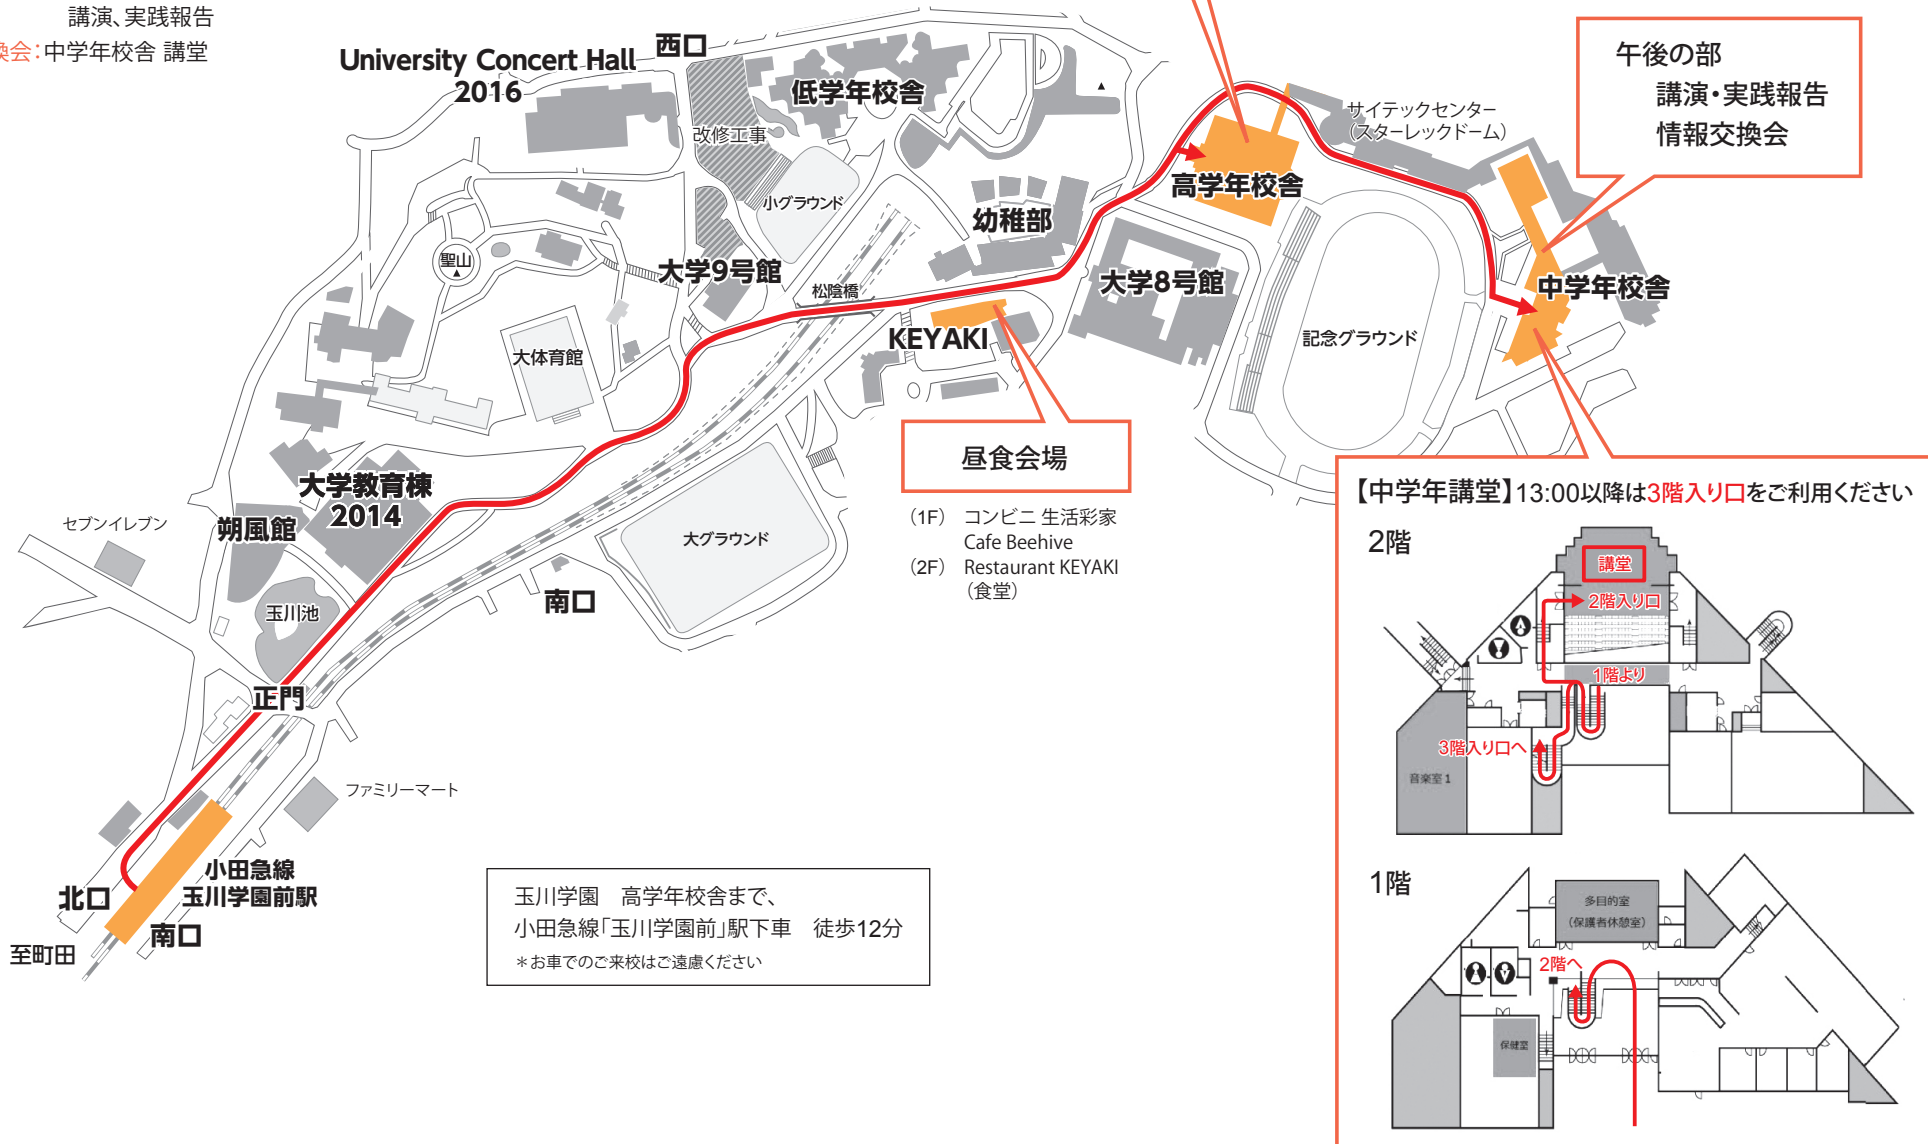 講演、実践報告
換会：中学年校舎 講堂
University Concert Hall
2016
西口
低学年校舎
改修工事
小グラウンド
サイテックセンター
（スターレックドーム）
午後の部
講演・実践報告
情報交換会
高学年校舎
幼稚部
聖山
大学9号館
松陰橋
大学8号館
中学年校舎
KEYAKI
記念グラウンド
大体育館
昼食会場
（1F） コンビニ 生活彩家
Cafe Beehive
（2F） Restaurant KEYAKI
（食堂）
大学教育棟
2014
朔風館
セブンイレブン
大グラウンド
南口
玉川池
正門
ファミリーマート
小田急線
玉川学園前駅
北口
南口
至町田
玉川学園　高学年校舎まで、
小田急線「玉川学園前」駅下車　徒歩12分
＊お車でのご来校はご遠慮ください
【中学年講堂】13:00以降は3階入り口をご利用ください
2階
講堂
2階入り口
1階より
3階入り口へ
音楽室 1
1階
多目的室
（保護者休憩室）
2階へ
保健室